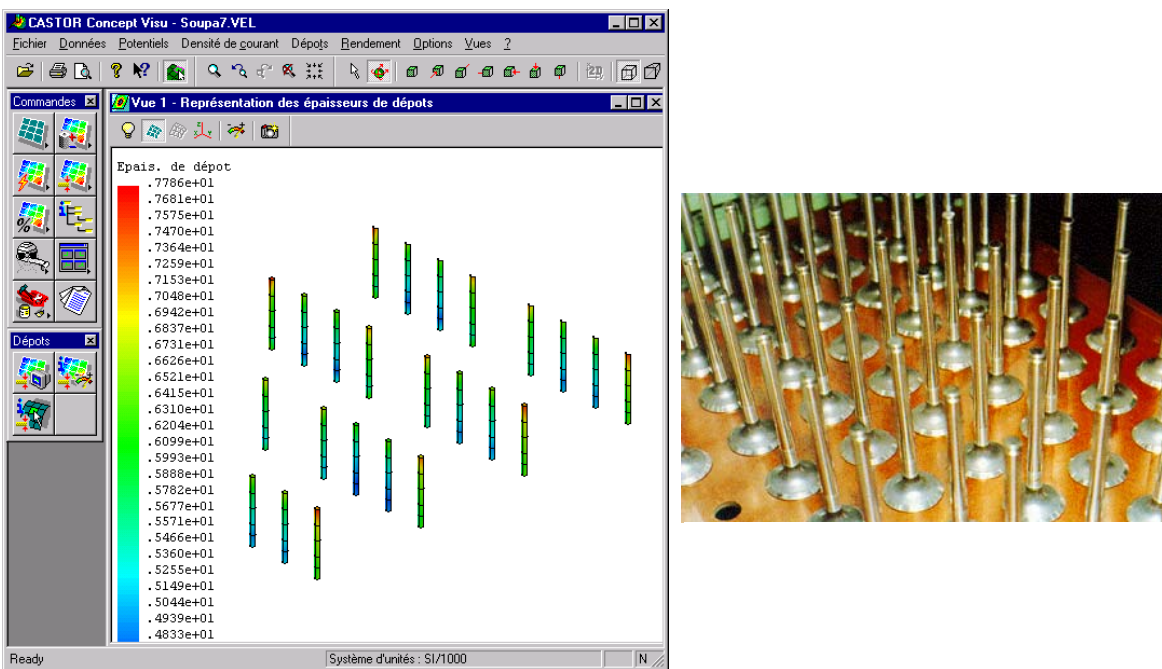 CASTOR Concept Visu - Soupa7.VEL
Fichier Données Potentiels Densité de courant Dépots Rendement Options Vues ?
Commandes
Vue 1 - Représentation des épaisseurs de dépots
Epais. de dépot
.7786e+01
.7681e+01
.7575e+01
.7470e+01
.7364e+01
.7259e+01
.7153e+01
.7048e+01
.6942e+01
.6837e+01
.6731e+01
.6626e+01
.6521e+01
.6415e+01
.6310e+01
.6204e+01
.6099e+01
.5993e+01
.5888e+01
.5782e+01
.5677e+01
.5571e+01
.5466e+01
.5360e+01
.5255e+01
.5149e+01
.5044e+01
.4939e+01
.4833e+01
Dépots
Ready Système d'unités : SI/1000 N